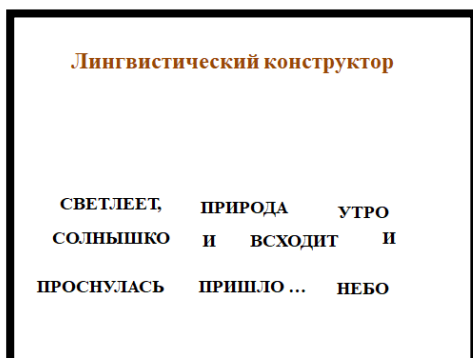 Лингвистический конструктор
СВЕТЛЕЕТ, ПРИРОДА УТРО
СОЛНЫШКО И ВСХОДИТ И
ПРОСНУЛАСЬ ПРИШЛО ... НЕБО